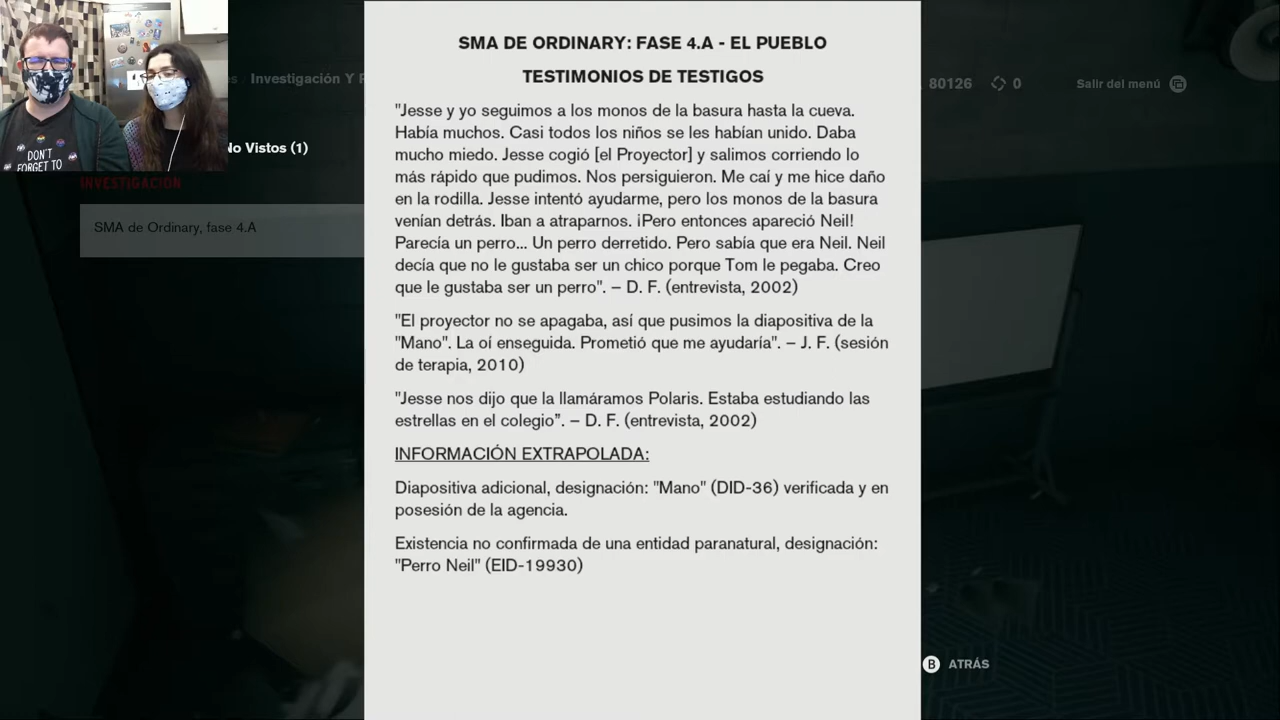 SMA DE ORDINARY: FASE 4.A - EL PUEBLO
TESTIMONIOS DE TESTIGOS
"Jesse y yo seguimos a los monos de la basura hasta la cueva.
Había muchos. Casi todos los niños se les habían unido. Daba
mucho miedo. Jesse cogió [el Proyector] y salimos corriendo lo
más rápido que pudimos. Nos persiguieron. Me caí y me hice daño
en la rodilla. Jesse intentó ayudarme, pero los monos de la basura
venían detrás. Iban a atraparnos. ¡Pero entonces apareció Neil!
Parecía un perro... Un perro derretido. Pero sabía que era Neil. Neil
decía que no le gustaba ser un chico porque Tom le pegaba. Creo
que le gustaba ser un perro". – D. F. (entrevista, 2002)
"El proyector no se apagaba, así que pusimos la diapositiva de la
"Mano". La oí enseguida. Prometió que me ayudaría". – J. F. (sesión
de terapia, 2010)
"Jesse nos dijo que la llamáramos Polaris. Estaba estudiando las
estrellas en el colegio". – D. F. (entrevista, 2002)
INFORMACIÓN EXTRAPOLADA:
Diapositiva adicional, designación: "Mano" (DID-36) verificada y en
posesión de la agencia.
Existencia no confirmada de una entidad paranatural, designación:
"Perro Neil" (EID-19930)
Investigación Y
80126
0
Salir del menú
No Vistos (1)
INVESTIGACIÓN
SMA de Ordinary, fase 4.A
DON'T
FORGET TO
B ATRÁS